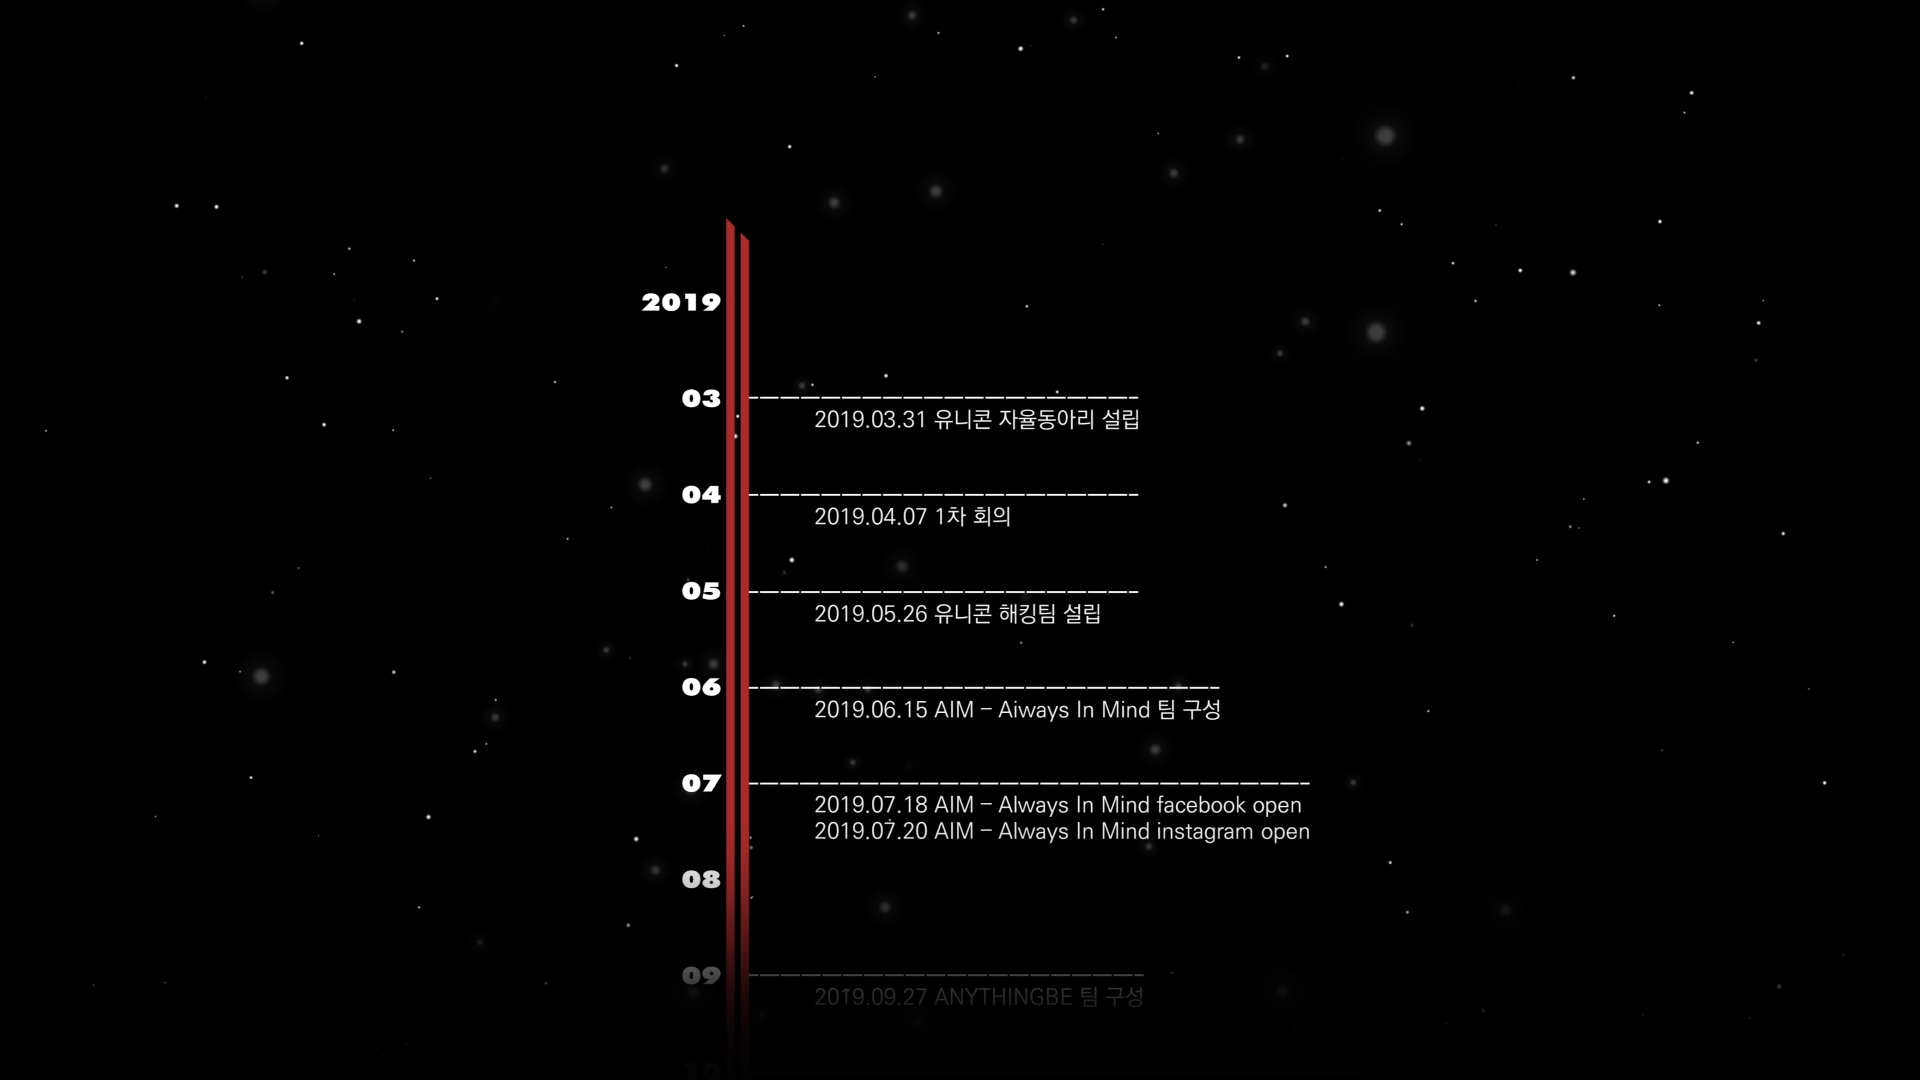 2019
03
2019.03.31 유니콘 자율동아리 설립
04
2019.04.07 1차 회의
05
2019.05.26 유니콘 해킹팀 설립
06
2019.06.15 AIM - Aiways In Mind 팀 구성
07
2019.07.18 AIM - Always In Mind facebook open
2019.07.20 AIM - Always In Mind instagram open
08
09
2019.09.27 ANYTHINGBE 팀 구성
10